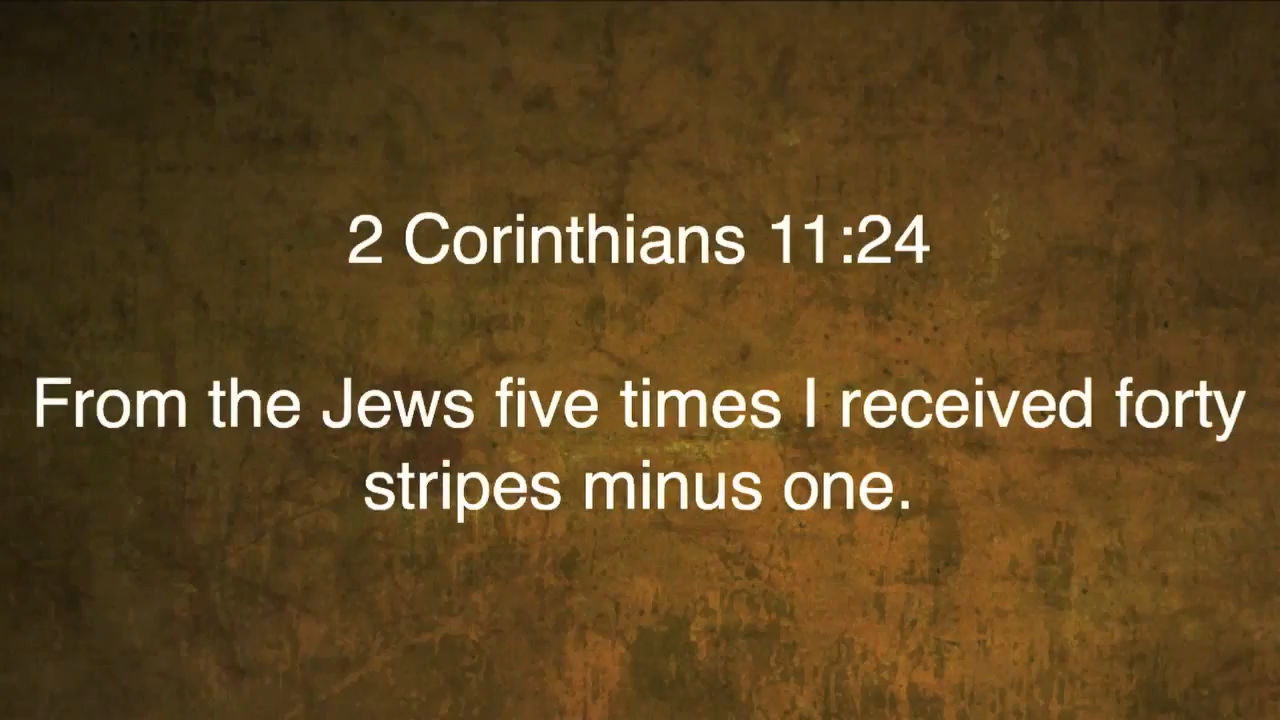 2 Corinthians 11:24
From the Jews five times I received forty
stripes minus one.